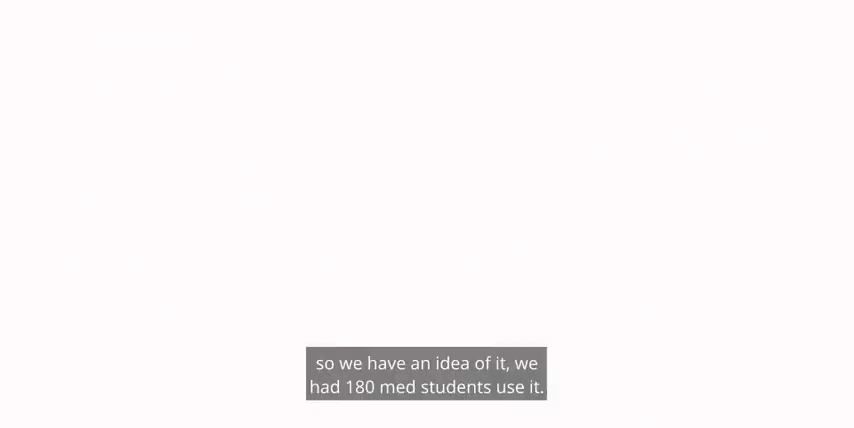 so we have an idea of it, we
had 180 med students use it.